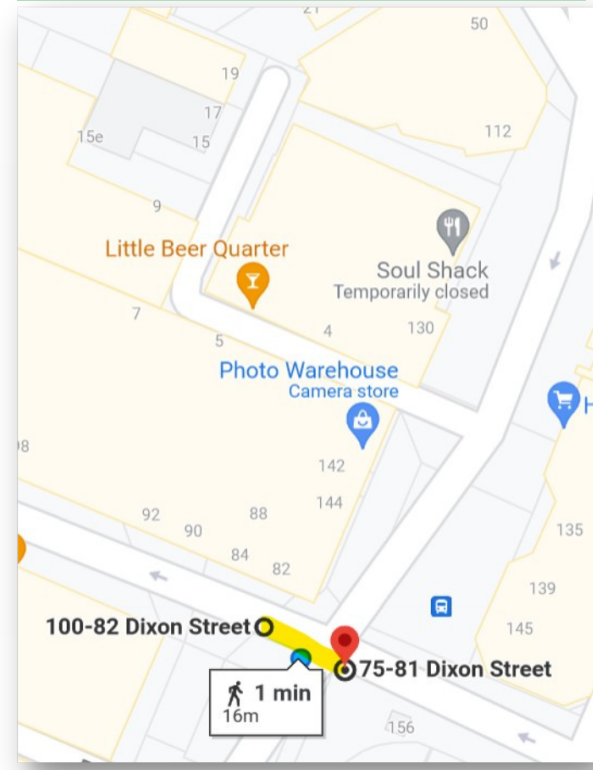 21
50
19
17
112
15e
15
9
Little Beer Quarter
Soul Shack
Temporarily closed
7
5
4
130
Photo Warehouse
Camera store
H
98
142
144
92
90
88
84
82
135
139
145
100-82 Dixon Street
75-81 Dixon Street
1 min
16m
156